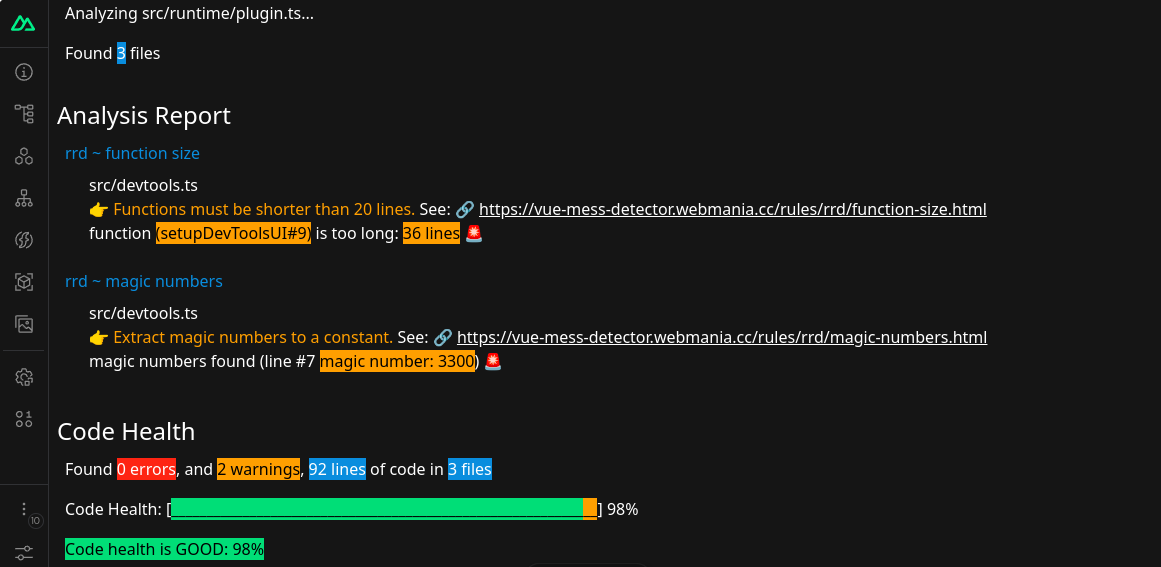 Analyzing src/runtime/plugin.ts...
Found 3 files
Analysis Report
rrd ~ function size
src/devtools.ts
👉 Functions must be shorter than 20 lines. See: 🔗 https://vue-mess-detector.webmania.cc/rules/rrd/function-size.html
function (setupDevToolsUI#9) is too long: 36 lines 🚨
rrd ~ magic numbers
src/devtools.ts
👉 Extract magic numbers to a constant. See: 🔗 https://vue-mess-detector.webmania.cc/rules/rrd/magic-numbers.html
magic numbers found (line #7 magic number: 3300) 🚨
Code Health
Found 0 errors, and 2 warnings, 92 lines of code in 3 files
Code Health: [] 98%
Code health is GOOD: 98%
10